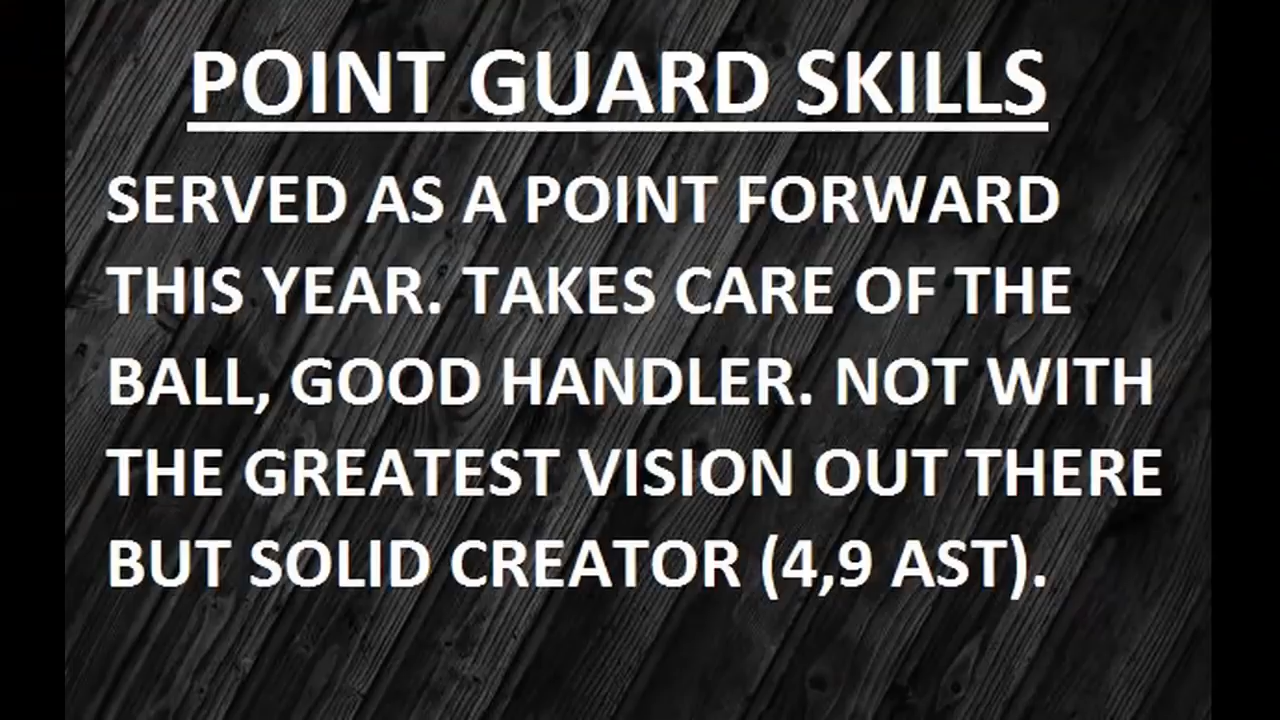 POINT GUARD SKILLS
SERVED AS A POINT FORWARD
THIS YEAR. TAKES CARE OF THE
BALL, GOOD HANDLER. NOT WITH
THE GREATEST VISION OUT THERE
BUT SOLID CREATOR (4,9 AST).